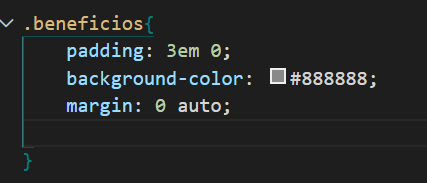 .beneficios{
padding: 3em 0;
background-color: #888888;
margin: 0 auto;
}